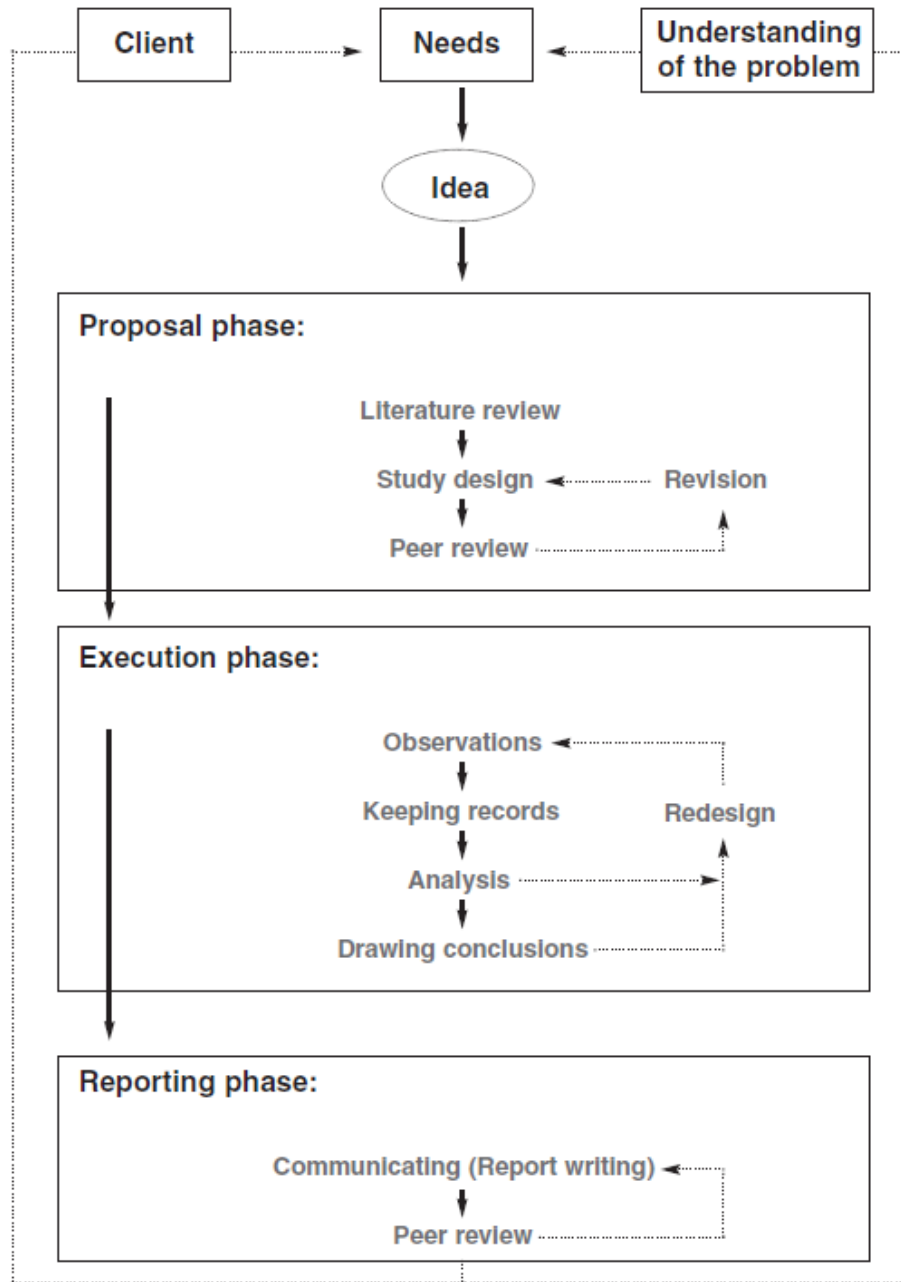 Client
Needs
Understanding
of the problem
Idea
Proposal phase:
Literature review
Study design
Revision
Peer review
Execution phase:
Observations
Keeping records
Redesign
Analysis
Drawing conclusions
Reporting phase:
Communicating (Report writing)
Peer review